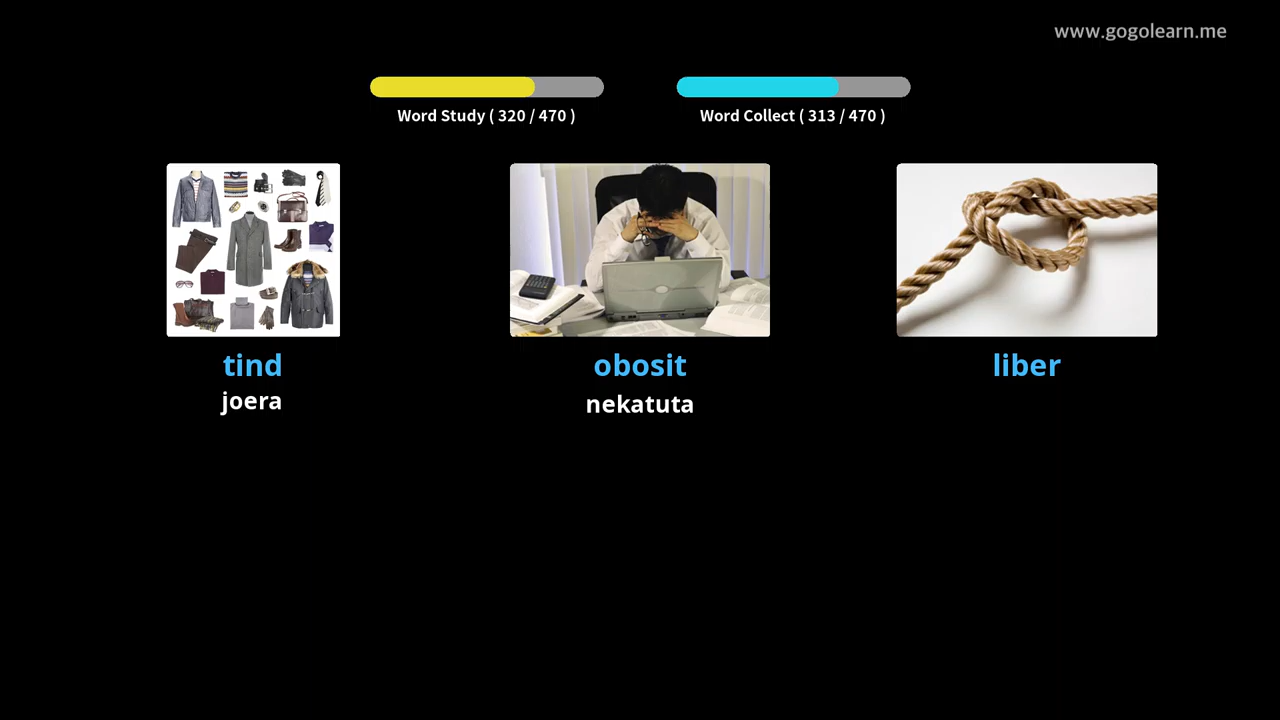 www.gogolearn.me
Word Study ( 320 / 470 )
Word Collect ( 313 / 470 )
tind
joera
obosit
nekatuta
liber